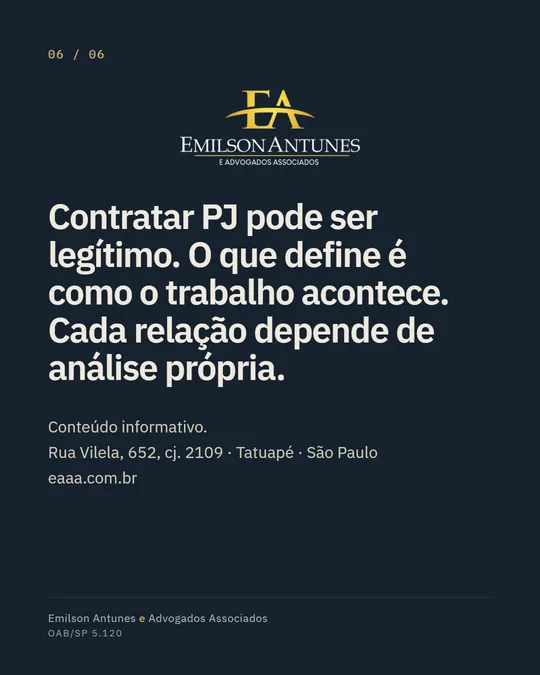 06 / 06
EA
EMILSON ANTUNES
E ADVOGADOS ASSOCIADOS
Contratar PJ pode ser
legítimo. O que define é
como o trabalho acontece.
Cada relação depende de
análise própria.
Conteúdo informativo.
Rua Vilela, 652, cj. 2109 · Tatuapé · São Paulo
eaaa.com.br
Emilson Antunes e Advogados Associados
OAB/SP 5.120